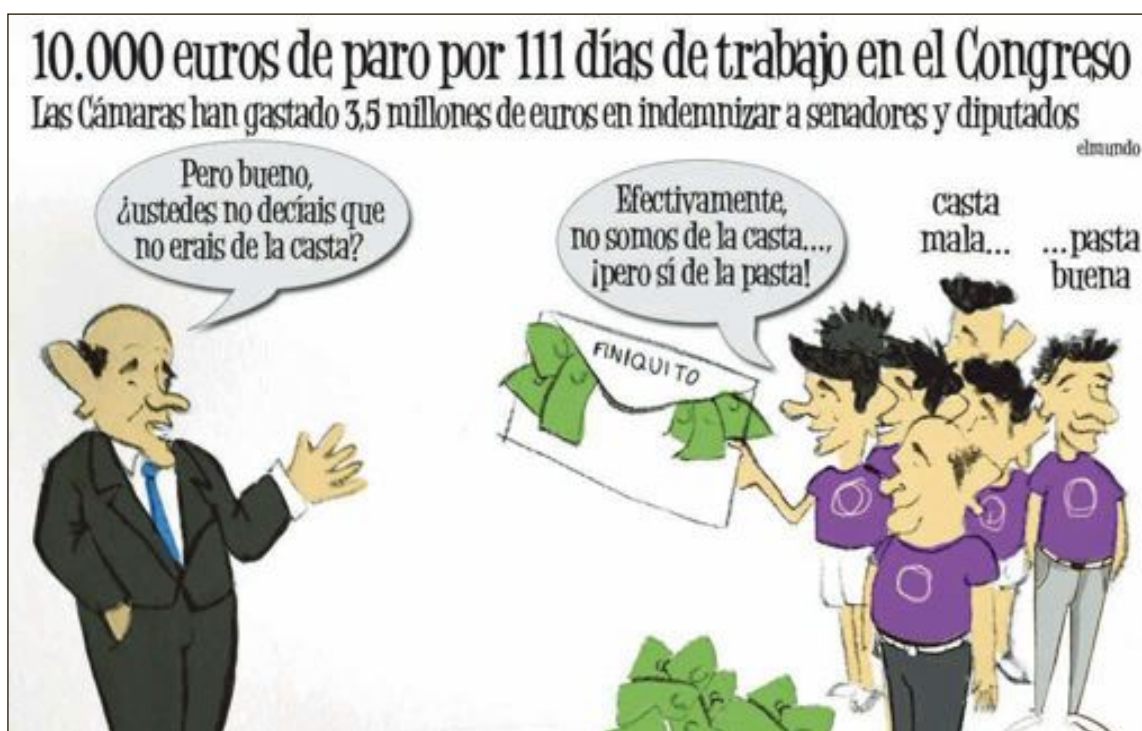 10.000 euros de paro por 111 días de trabajo en el Congreso
Las Cámaras han gastado 3,5 millones de euros en indemnizar a senadores y diputados
elmundo
Pero bueno,
¿ustedes no decíais que
no erais de la casta?
Efectivamente,
no somos de la casta...,
¡pero sí de la pasta!
casta
mala...
...pasta
buena
FINIQUITO